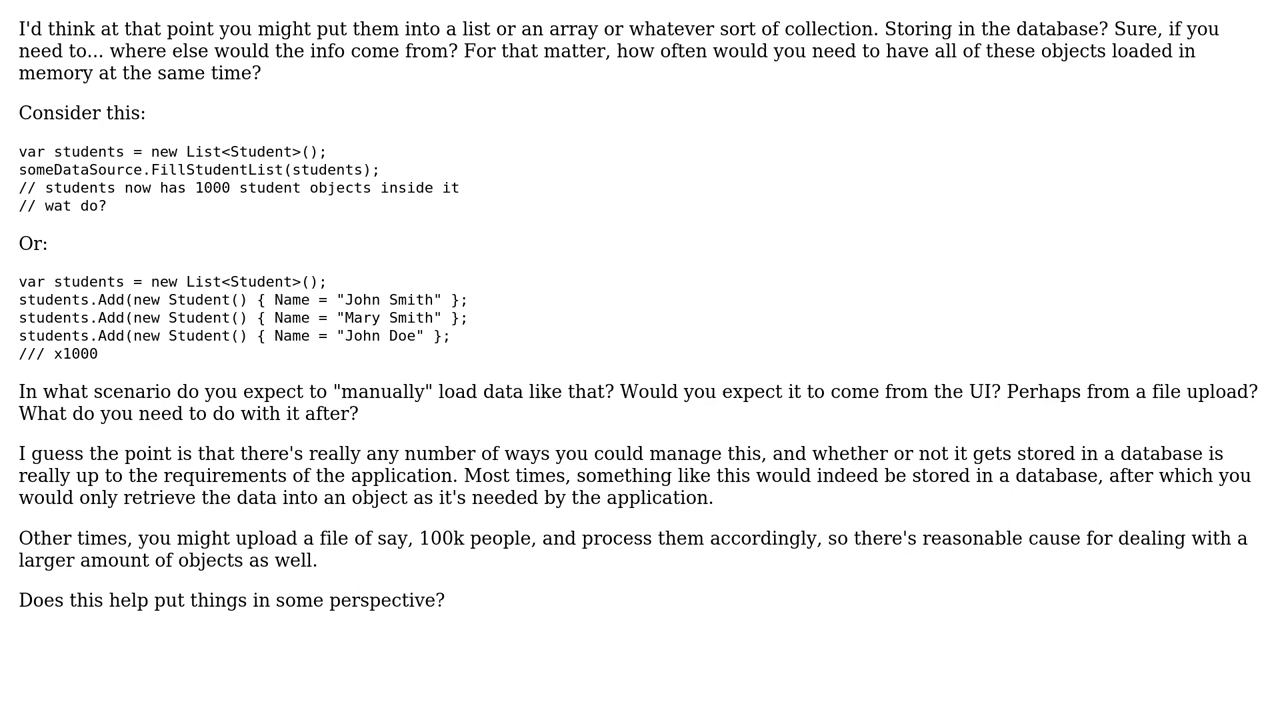 I'd think at that point you might put them into a list or an array or whatever sort of collection. Storing in the database? Sure, if you
need to... where else would the info come from? For that matter, how often would you need to have all of these objects loaded in
memory at the same time?
Consider this:
var students = new List<Student>();
someDataSource.FillStudentList(students);
// students now has 1000 student objects inside it
// wat do?
Or:
var students = new List<Student>();
students.Add(new Student() { Name = "John Smith" };
students.Add(new Student() { Name = "Mary Smith" };
students.Add(new Student() { Name = "John Doe" };
/// x1000
In what scenario do you expect to "manually" load data like that? Would you expect it to come from the UI? Perhaps from a file upload?
What do you need to do with it after?
I guess the point is that there's really any number of ways you could manage this, and whether or not it gets stored in a database is
really up to the requirements of the application. Most times, something like this would indeed be stored in a database, after which you
would only retrieve the data into an object as it's needed by the application.
Other times, you might upload a file of say, 100k people, and process them accordingly, so there's reasonable cause for dealing with a
larger amount of objects as well.
Does this help put things in some perspective?